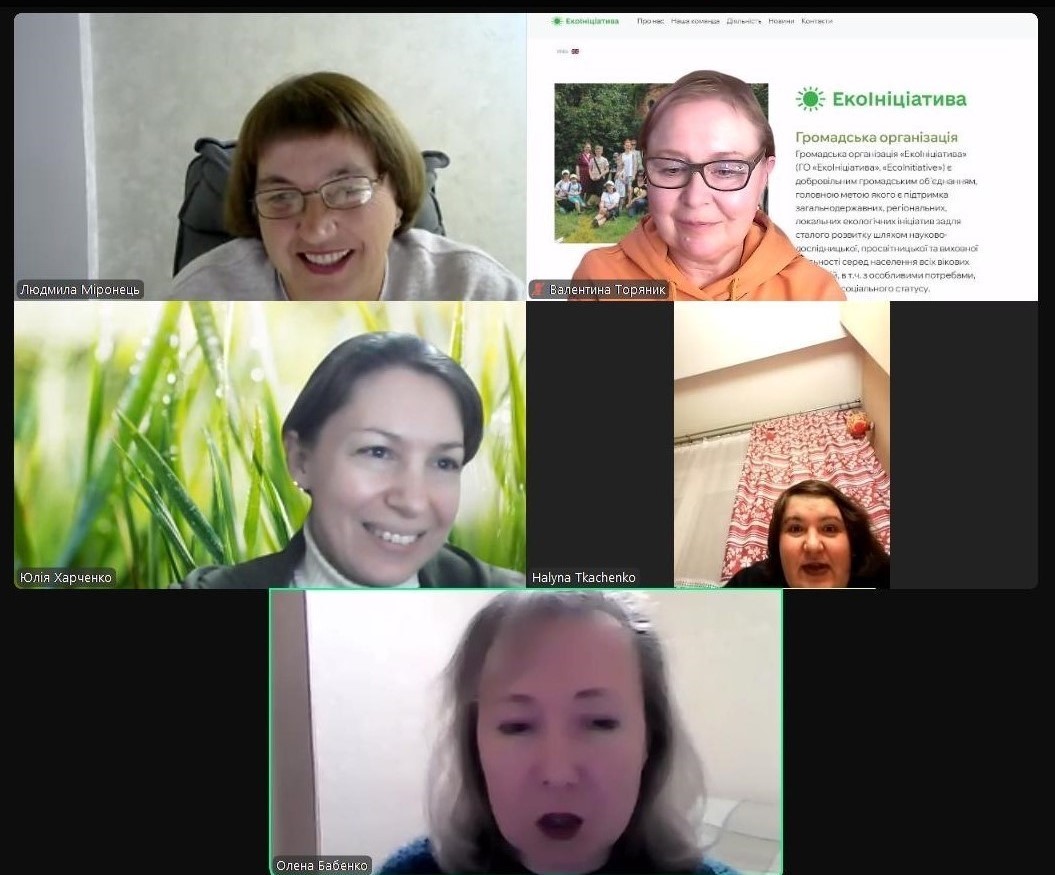 ЕкоІніціатива
Про нас Наша команда Діяльність Новини Контакти
ЕкоІніціатива
Громадська організація
Громадська організація «ЕкоІніціатива»
(ГО «ЕкоІніціатива», «EcoInitiative») є
добровільним громадським об'єднанням,
головною метою якого є підтримка
загальнодержавних, регіональних,
локальних екологічних ініціатив задля
сталого розвитку шляхом науково-
дослідницької, просвітницької та виховної
серед населення всіх вікових
в т.ч. з особливими потребами,
соціального статусу.
Людмила Міронець
Валентина Торяник
Юлія Харченко
Halyna Tkachenko
Олена Бабенко